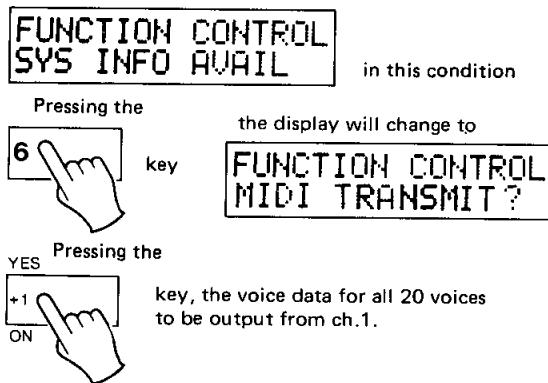 FUNCTION CONTROL
SYS INFO AVAIL
in this condition
Pressing the
6
key
the display will change to
FUNCTION CONTROL
MIDI TRANSMIT?
Pressing the
YES
+1
ON
key, the voice data for all 20 voices
to be output from ch.1.